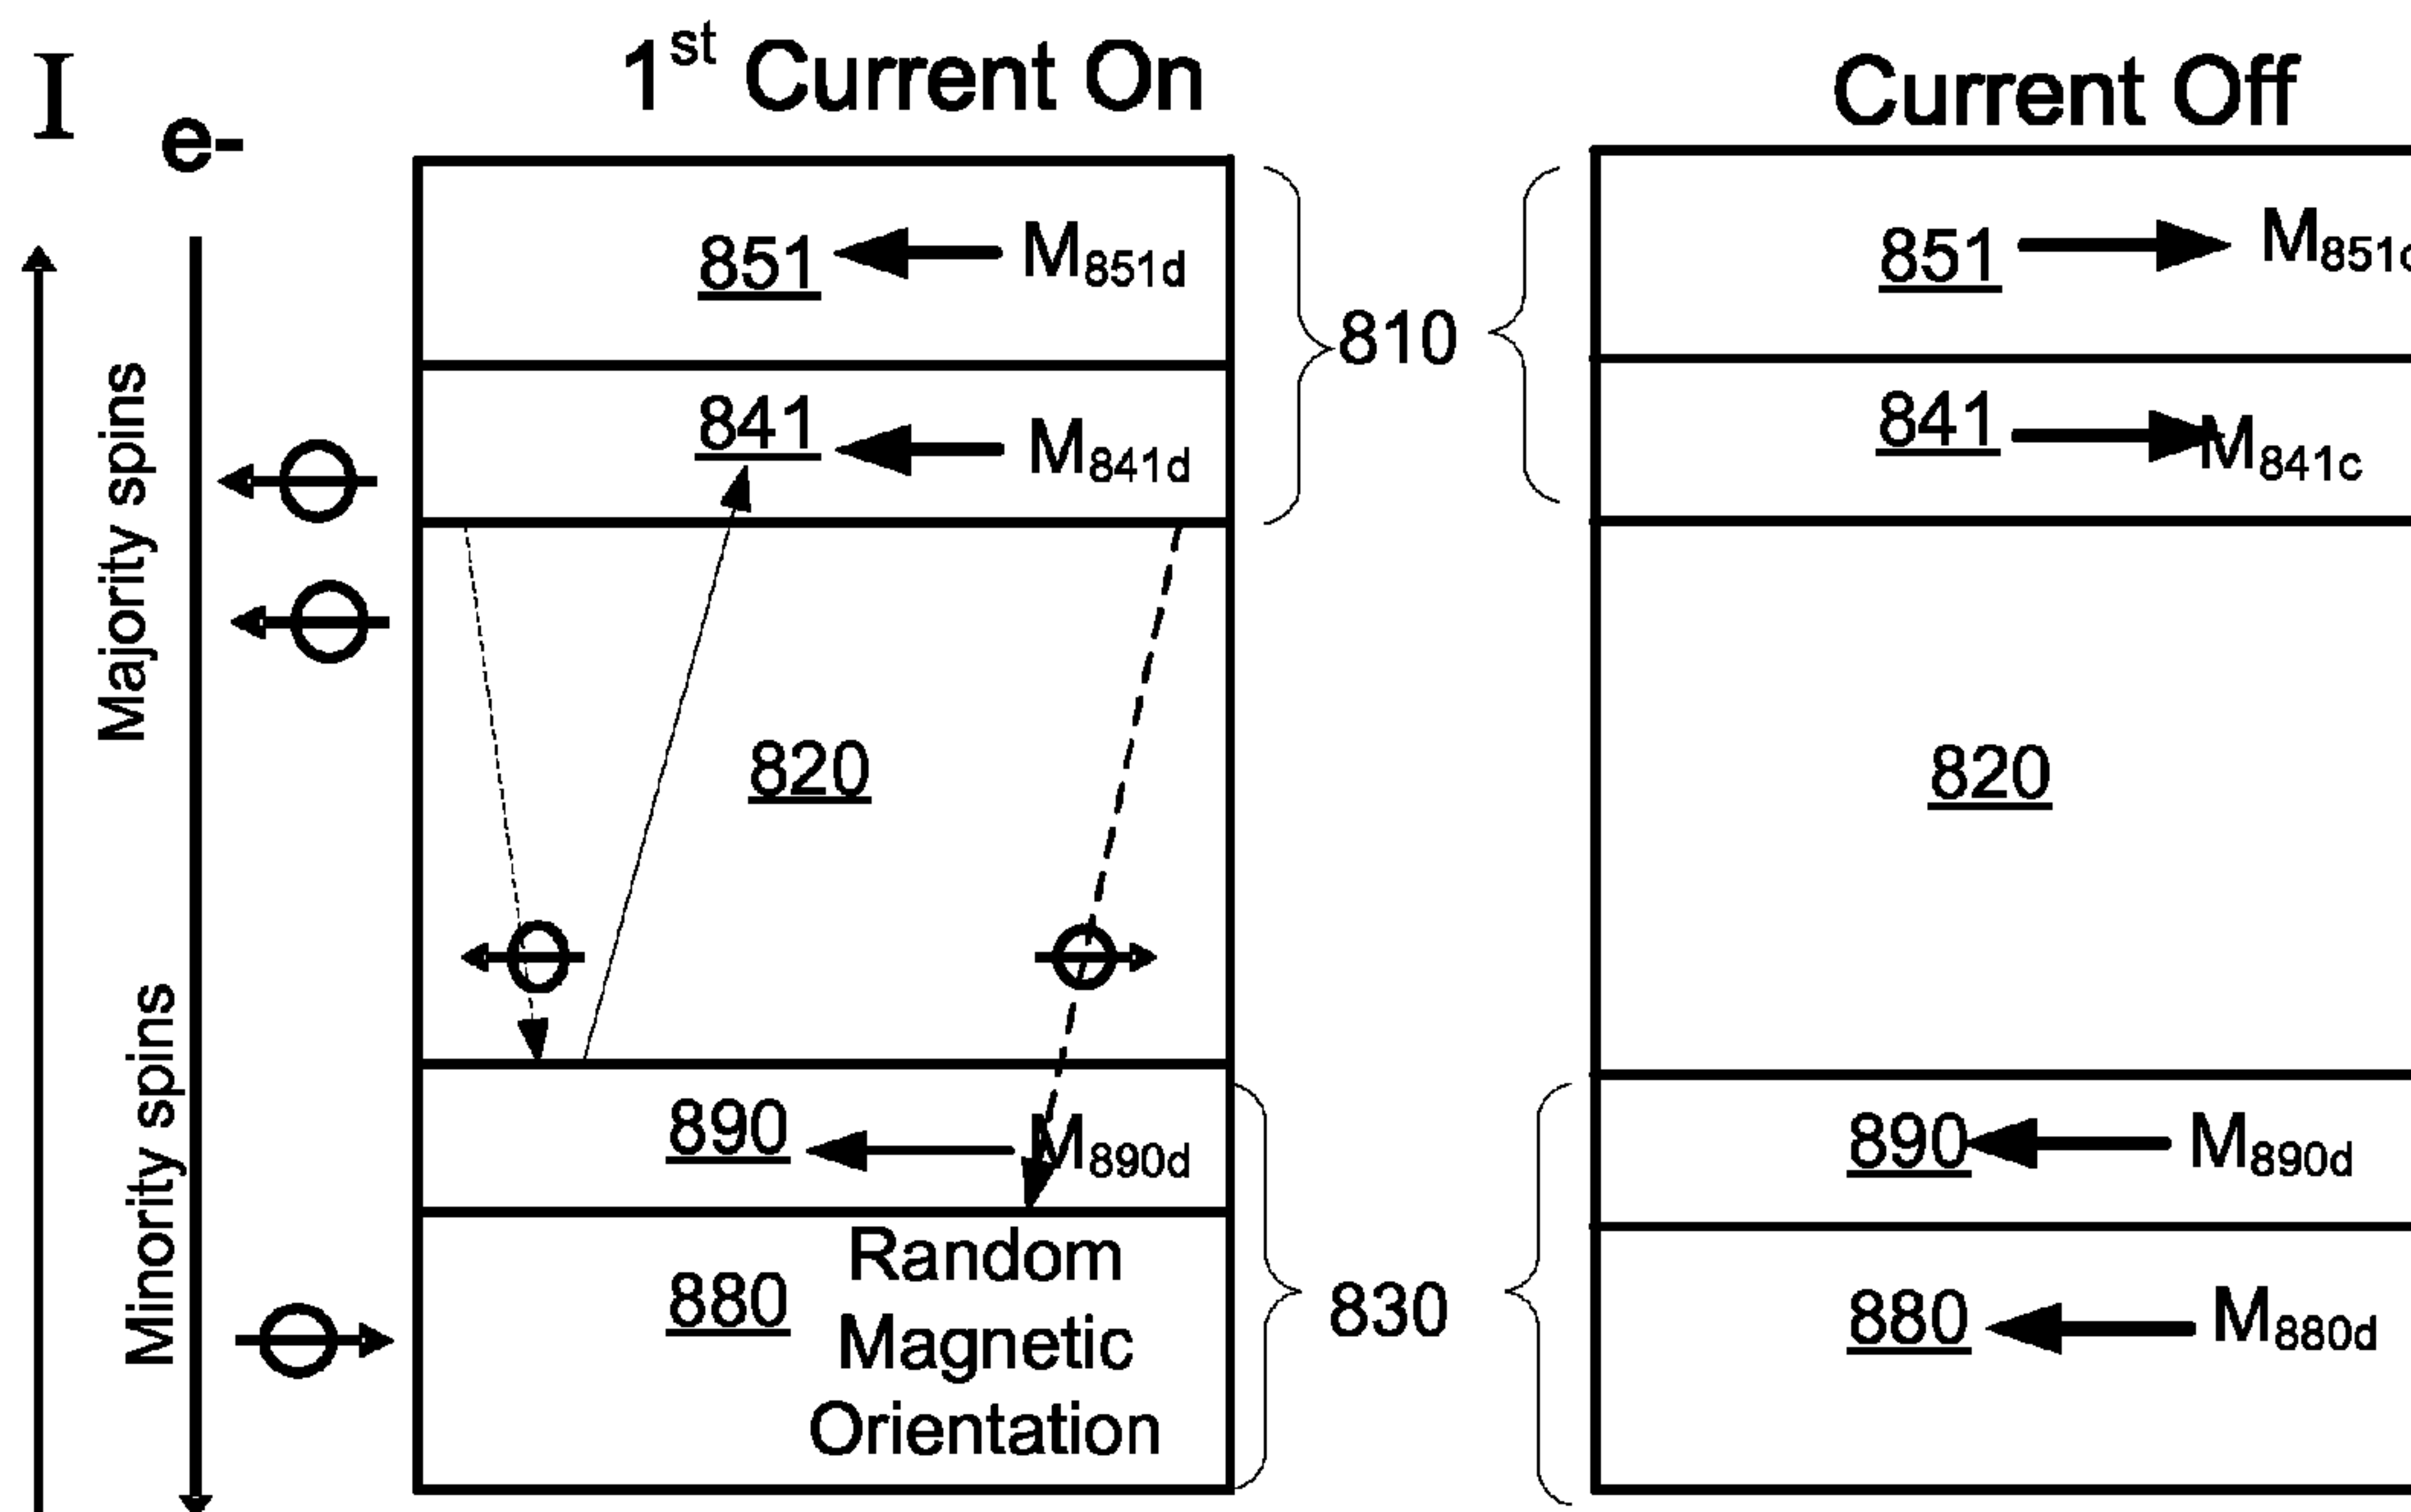 I
e-
1st Current On
Current Off
851 M851d
851
841 M841d
841 M841c
810
Majority spins
820
820
Minority spins
890 M890d
890 M890d
880 Random
Magnetic
Orientation
830
880 M880d